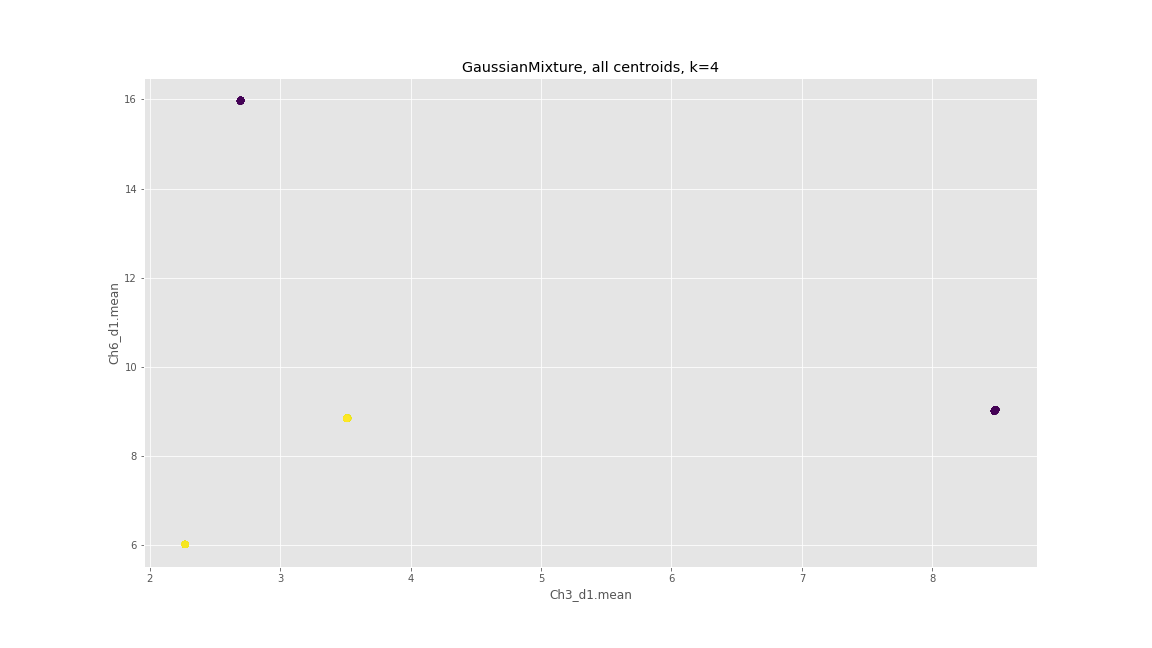 GaussianMixture, all centroids, k=4
16
14
12
10
8
6
Ch6_d1.mean
2 3 4 5 6 7 8
Ch3_d1.mean